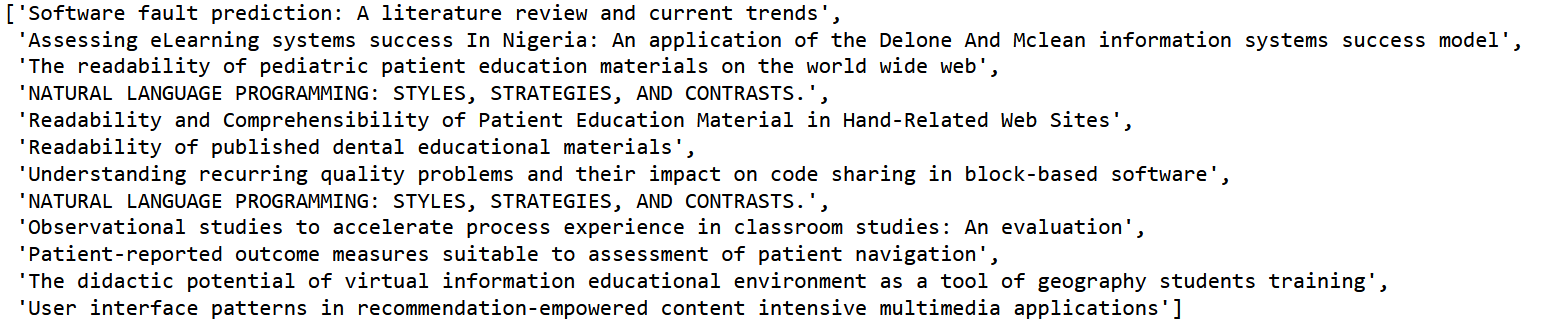 ['Software fault prediction: A literature review and current trends',
'Assessing eLearning systems success In Nigeria: An application of the Delone And Mclean information systems success model',
'The readability of pediatric patient education materials on the world wide web',
'NATURAL LANGUAGE PROGRAMMING: STYLES, STRATEGIES, AND CONTRASTS.',
'Readability and Comprehensibility of Patient Education Material in Hand-Related Web Sites',
'Readability of published dental educational materials',
'Understanding recurring quality problems and their impact on code sharing in block-based software',
'NATURAL LANGUAGE PROGRAMMING: STYLES, STRATEGIES, AND CONTRASTS.',
'Observational studies to accelerate process experience in classroom studies: An evaluation',
'Patient-reported outcome measures suitable to assessment of patient navigation',
'The didactic potential of virtual information educational environment as a tool of geography students training',
'User interface patterns in recommendation-empowered content intensive multimedia applications']